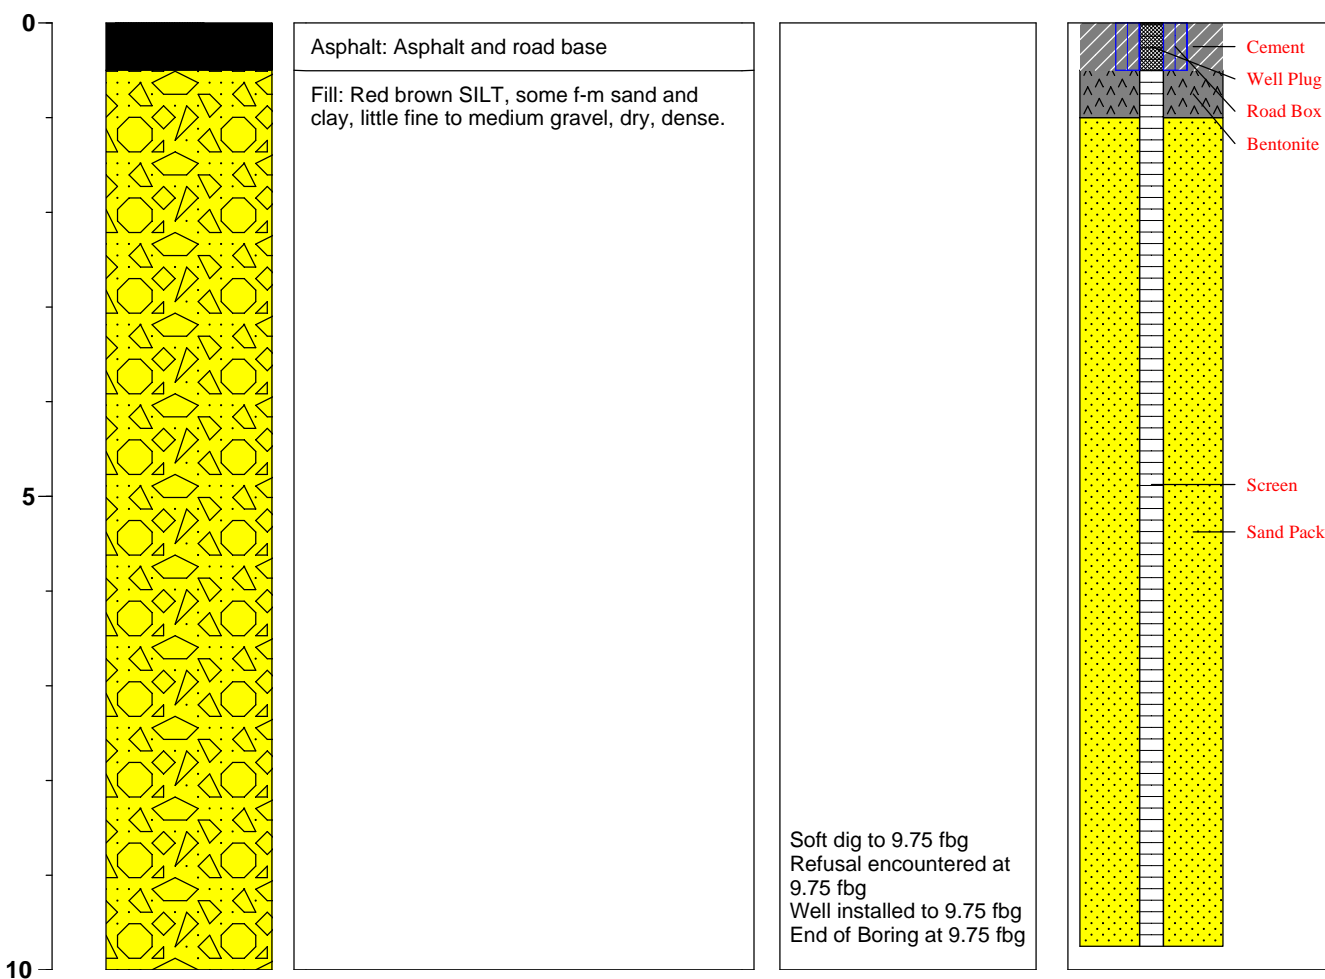 0
Asphalt: Asphalt and road base
Fill: Red brown SILT, some f-m sand and
clay, little fine to medium gravel, dry, dense.
Cement
Well Plug
Road Box
Bentonite
5
Screen
Sand Pack
Soft dig to 9.75 fbg
Refusal encountered at
9.75 fbg
Well installed to 9.75 fbg
End of Boring at 9.75 fbg
10